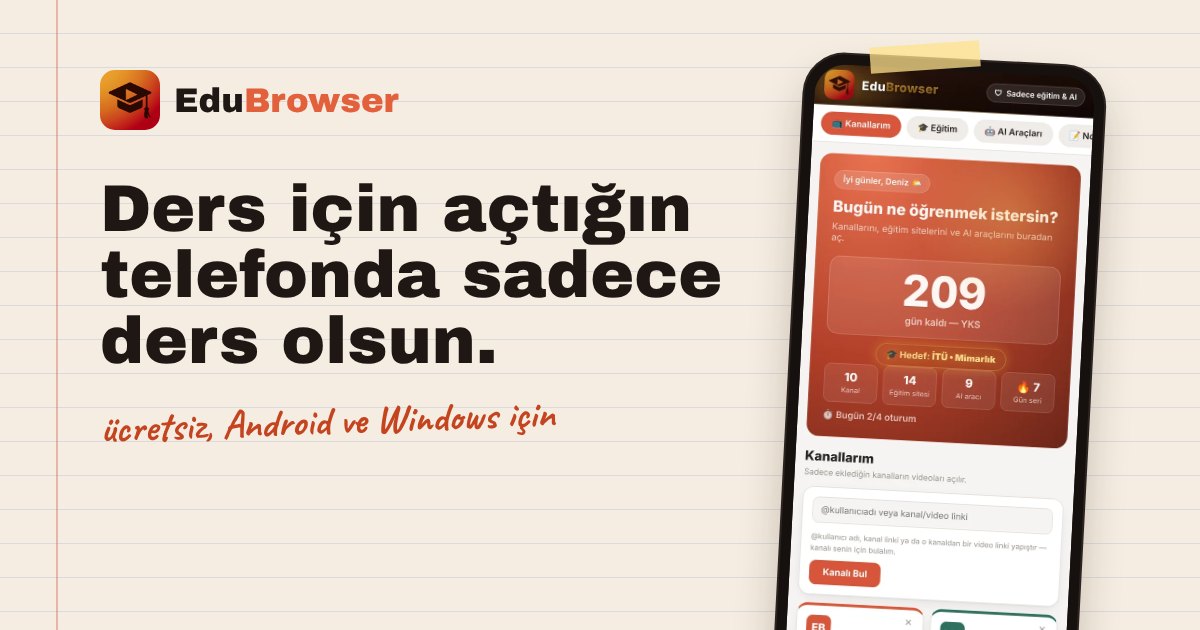 EduBrowser
Ders için açtığın
telefonda sadece
ders olsun.
ücretsiz, Android ve Windows için
EduBrowser
Sadece eğitim & AI
Kanallarım
Eğitim
AI Araçları
İyi günler, Deniz
Bugün ne öğrenmek istersin?
Kanallarını, eğitim sitelerini ve AI araçlarını buradan
aç.
209
gün kaldı — YKS
Hedef: İTÜ • Mimarlık
10
Kanal
14
Eğitim sitesi
9
AI aracı
7
Gün seri
Bugün 2/4 oturum
Kanallarım
Sadece eklediğin kanalların videoları açılır.
@kullanıcıadı veya kanal/video linki
@kullanıcı adı, kanal linki ya da o kanaldan bir video linki yapıştır —
kanalı senin için bulalım.
Kanalı Bul
EB